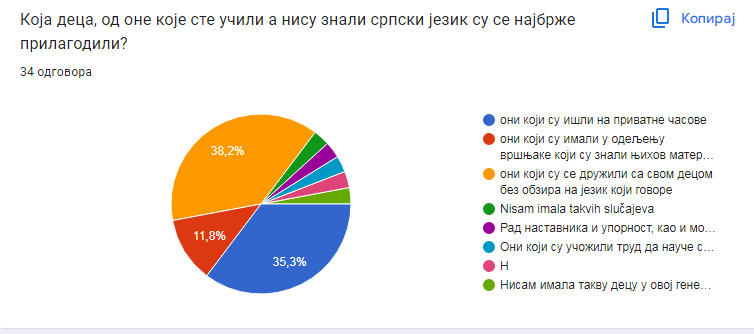 Која деца, од оне које сте учили а нису знали српски језик су се најбрже
прилагодили?
Копирај
34 одговора
38,2%
11,8%
35,3%
они који су ишли на приватне часове
они који су имали у одељењу
вршњаке који су знали њихов матер…
они који су се дружили са свом децом
без обзира на језик који говоре
Nisam imala takvih slučajeva
Рад наставника и упорност, као и мо…
Они који су учожили труд да науче с…
Н
Нисам имала такву децу у овој гене…